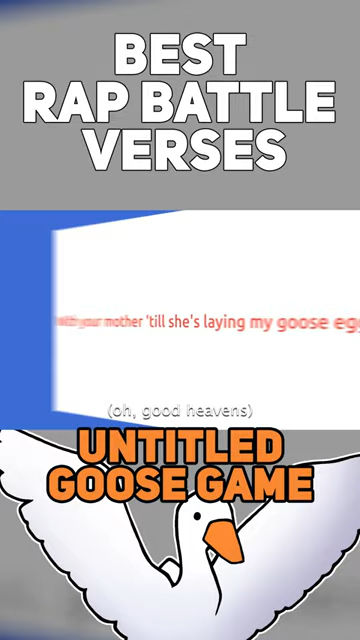 BEST
RAP BATTLE
VERSES
with your mother 'till she's laying my goose egg
(oh, good heavens)
UNTITLED
GOOSE GAME